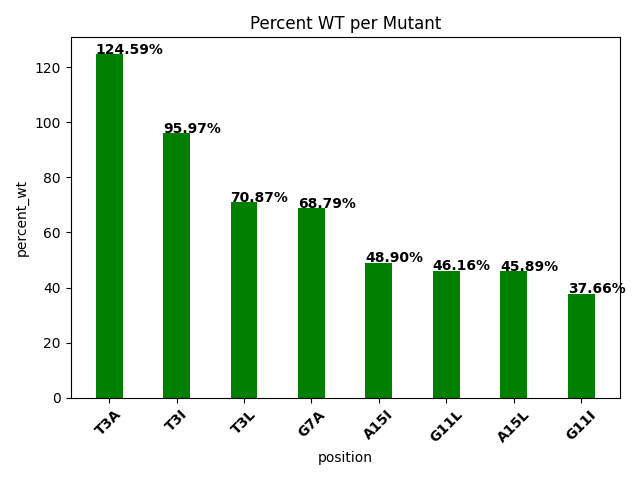 Percent WT per Mutant
percent_wt
120
100
80
60
40
20
0
124.59%
95.97%
70.87%
68.79%
48.90%
46.16%
45.89%
37.66%
T3A
T3I
T3L
G7A
A15I
G11L
A15L
G11I
position